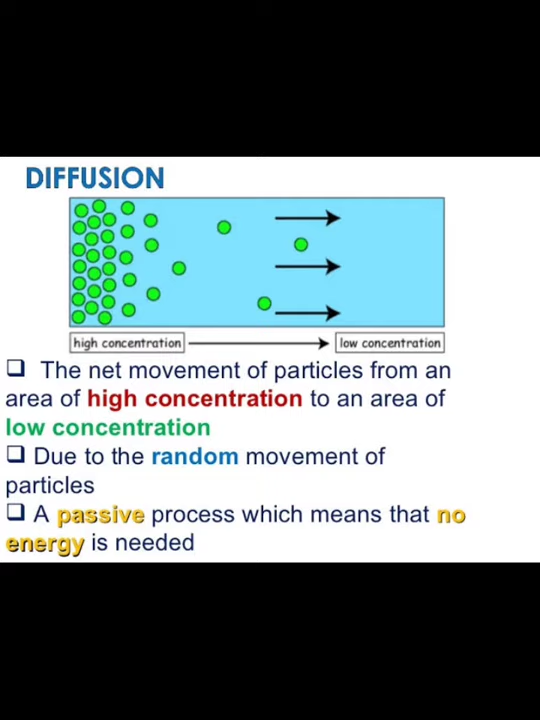 DIFFUSION
high concentration
low concentration
❑ The net movement of particles from an
area of high concentration to an area of
low concentration
❑ Due to the random movement of
particles
❑ A passive process which means that no
energy is needed